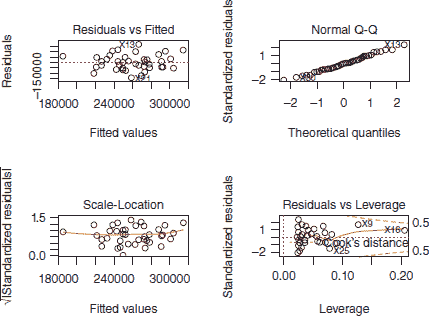 Residuals vs Fitted
Residuals
−150000
X13
180000 240000 300000
Fitted values
Normal Q-Q
Standardized residuals
1
−2
X13
−2 −1 0 1 2
Theoretical quantiles
Scale-Location
√|Standardized residuals|
1.5
0.0
180000 240000 300000
Fitted values
Residuals vs Leverage
Standardized residuals
1
−2
X9
X16
0.5
Cook's distance
X25
0.5
0.00 0.10 0.20
Leverage